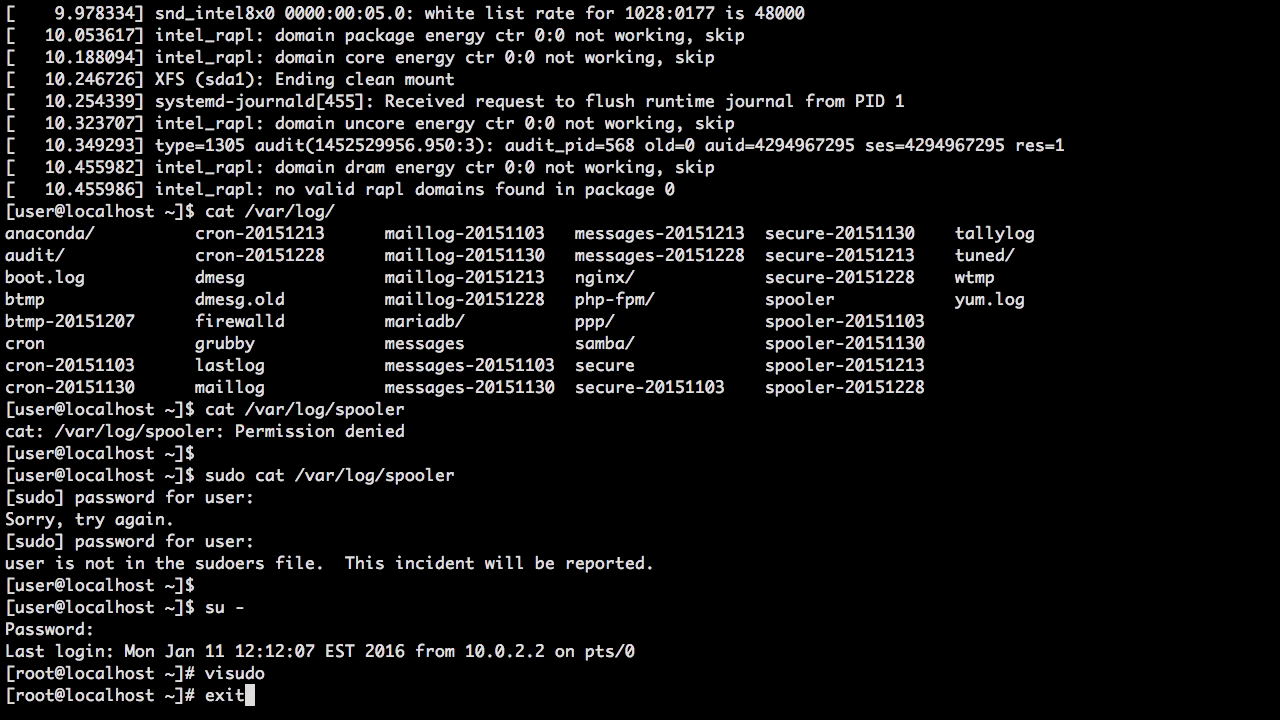 [    9.978334] snd_intel8x0 0000:00:05.0: white list rate for 1028:0177 is 48000
[   10.053617] intel_rapl: domain package energy ctr 0:0 not working, skip
[   10.188094] intel_rapl: domain core energy ctr 0:0 not working, skip
[   10.246726] XFS (sda1): Ending clean mount
[   10.254339] systemd-journald[455]: Received request to flush runtime journal from PID 1
[   10.323707] intel_rapl: domain uncore energy ctr 0:0 not working, skip
[   10.349293] type=1305 audit(1452529956.950:3): audit_pid=568 old=0 auid=4294967295 ses=4294967295 res=1
[   10.455982] intel_rapl: domain dram energy ctr 0:0 not working, skip
[   10.455986] intel_rapl: no valid rapl domains found in package 0
[user@localhost ~]$ cat /var/log/
anaconda/          cron-20151213      maillog-20151103   messages-20151213  secure-20151130    tallylog
audit/             cron-20151228      maillog-20151130   messages-20151228  secure-20151213    tuned/
boot.log           dmesg              maillog-20151213   nginx/             secure-20151228    wtmp
btmp               dmesg.old          maillog-20151228   php-fpm/           spooler            yum.log
btmp-20151207      firewalld          mariadb/           ppp/               spooler-20151103
cron               grubby             messages           samba/             spooler-20151130
cron-20151103      lastlog            messages-20151103  secure             spooler-20151213
cron-20151130      maillog            messages-20151130  secure-20151103    spooler-20151228
[user@localhost ~]$ cat /var/log/spooler
cat: /var/log/spooler: Permission denied
[user@localhost ~]$
[user@localhost ~]$ sudo cat /var/log/spooler
[sudo] password for user:
Sorry, try again.
[sudo] password for user:
user is not in the sudoers file.  This incident will be reported.
[user@localhost ~]$
[user@localhost ~]$ su -
Password:
Last login: Mon Jan 11 12:12:07 EST 2016 from 10.0.2.2 on pts/0
[root@localhost ~]# visudo
[root@localhost ~]# exit